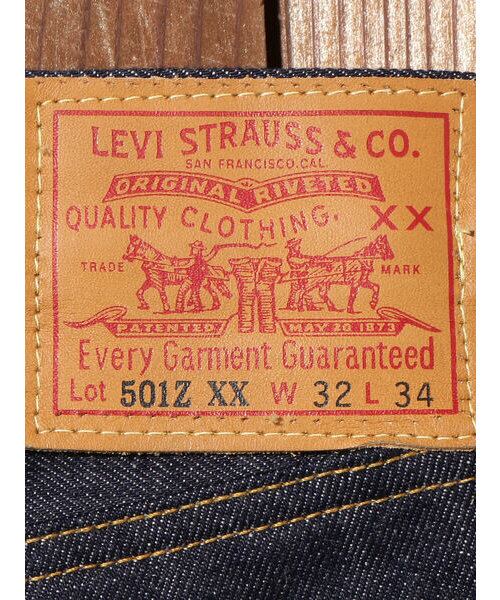 LEVI STRAUSS & CO.
SAN FRANCISCO, CAL.
ORIGINAL RIVETED
QUALITY CLOTHING. XX
TRADE MARK
PATENTED MAY 20 1873
Every Garment Guaranteed
Lot 501Z XX W 32 L 34